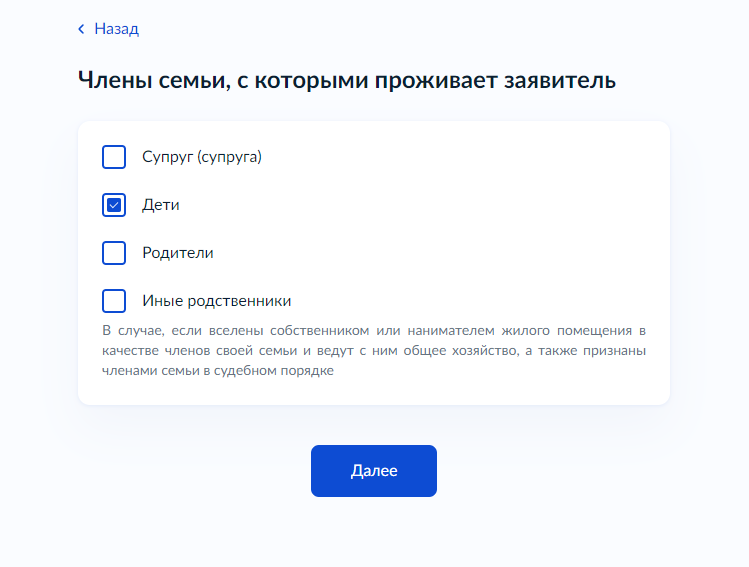 Назад
Члены семьи, с которыми проживает заявитель
Супруг (супруга)
Дети
Родители
Иные родственники
В случае, если вселены собственником или нанимателем жилого помещения в
качестве членов своей семьи и ведут с ним общее хозяйство, а также признаны
членами семьи в судебном порядке
Далее